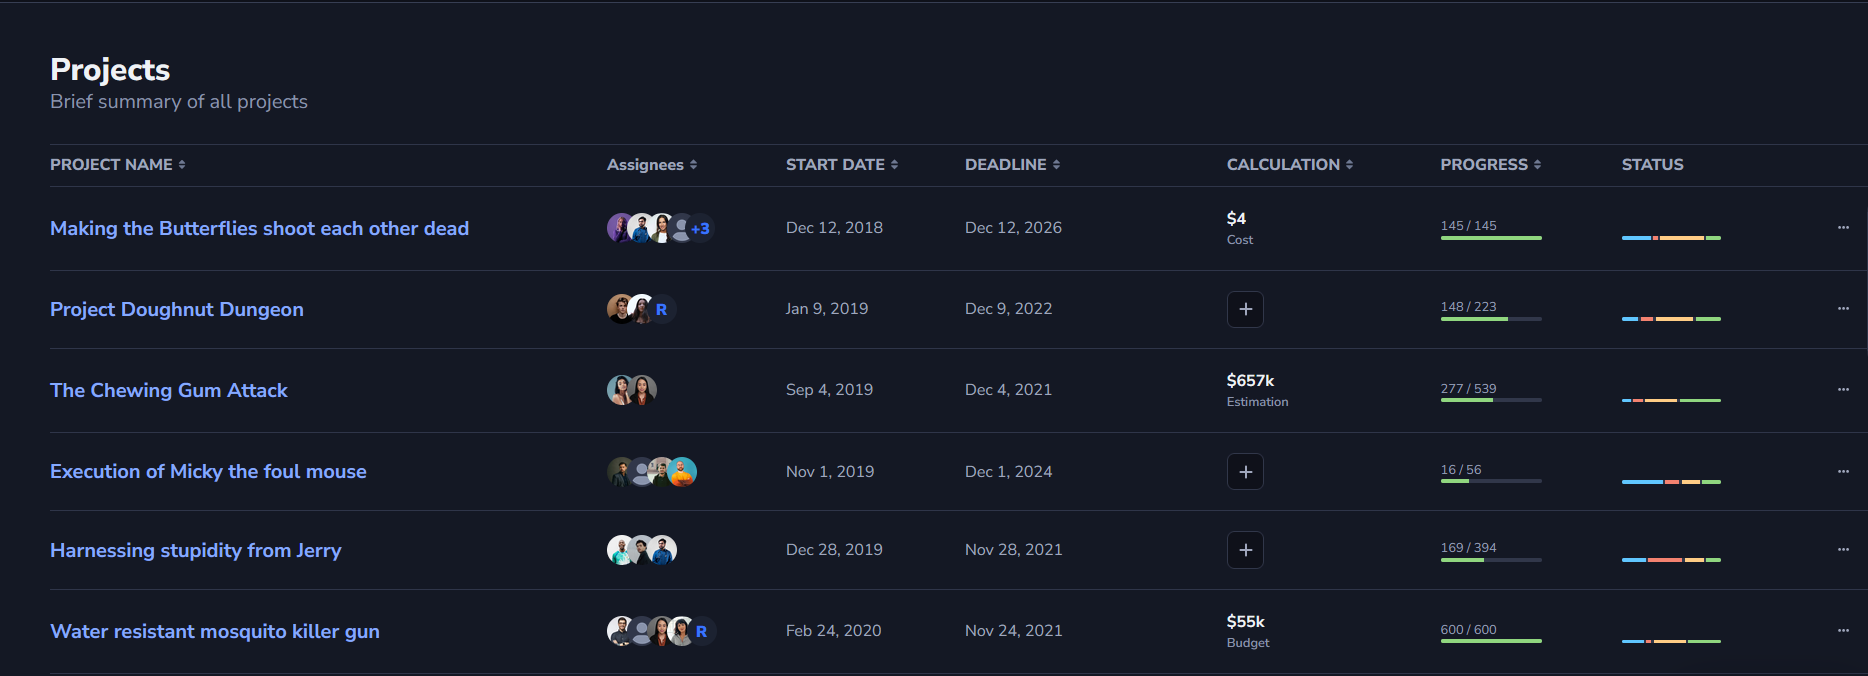 Projects
Brief summary of all projects
PROJECT NAME Assignees START DATE DEADLINE CALCULATION PROGRESS STATUS
Making the Butterflies shoot each other dead +3 Dec 12, 2018 Dec 12, 2026 $4 Cost 145 / 145
Project Doughnut Dungeon R Jan 9, 2019 Dec 9, 2022 148 / 223
The Chewing Gum Attack Sep 4, 2019 Dec 4, 2021 $657k Estimation 277 / 539
Execution of Micky the foul mouse Nov 1, 2019 Dec 1, 2024 16 / 56
Harnessing stupidity from Jerry Dec 28, 2019 Nov 28, 2021 169 / 394
Water resistant mosquito killer gun R Feb 24, 2020 Nov 24, 2021 $55k Budget 600 / 600